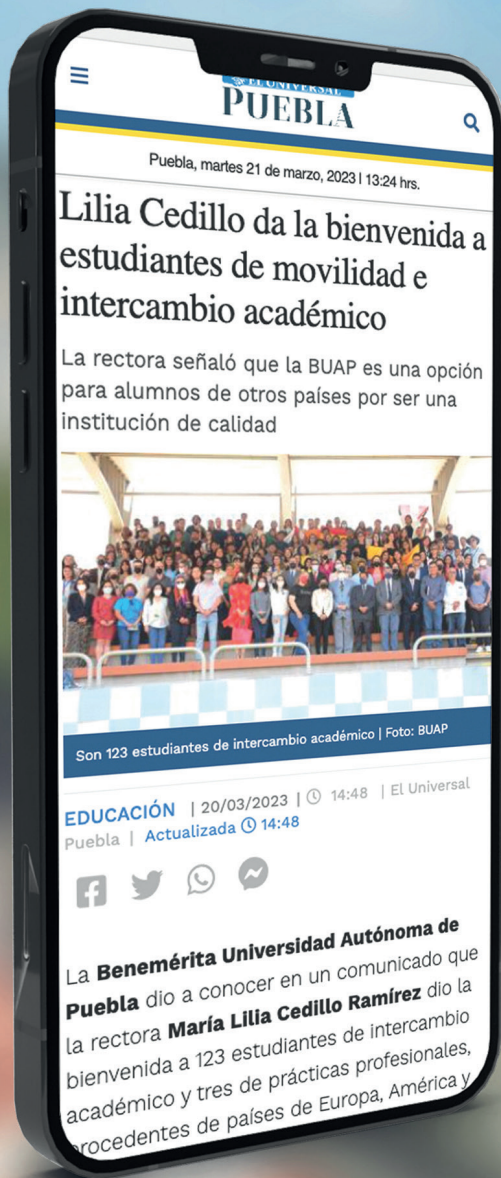 EL UNIVERSAL
PUEBLA
Puebla, martes 21 de marzo, 2023 | 13:24 hrs.
Lilia Cedillo da la bienvenida a
estudiantes de movilidad e
intercambio académico
La rectora señaló que la BUAP es una opción
para alumnos de otros países por ser una
institución de calidad
Son 123 estudiantes de intercambio académico | Foto: BUAP
EDUCACIÓN | 20/03/2023 | 14:48 | El Universal
Puebla | Actualizada 14:48
La Benemérita Universidad Autónoma de
Puebla dio a conocer en un comunicado que
la rectora María Lilia Cedillo Ramírez dio la
bienvenida a 123 estudiantes de intercambio
académico y tres de prácticas profesionales,
procedentes de países de Europa, América y